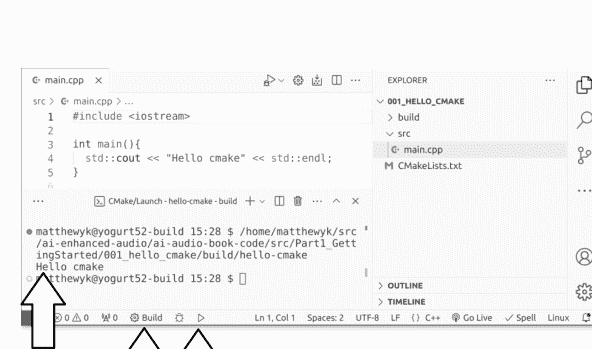 main.cpp ×
src > main.cpp > ...
1 #include <iostream>
2
3 int main(){
4 std::cout << "Hello cmake" << std::endl;
5 }
6
CMake/Launch - hello-cmake - build
matthewyk@yogurt52-build 15:28 $ /home/matthewyk/src
/ai-enhanced-audio/ai-audio-book-code/src/Part1_Gett
ingStarted/001_hello_cmake/build/hello-cmake
Hello cmake
matthewyk@yogurt52-build 15:28 $
EXPLORER
001_HELLO_CMAKE
build
src
main.cpp
CMakeLists.txt
OUTLINE
TIMELINE
0 0 0 Build Ln 1, Col 1 Spaces: 2 UTF-8 LF {} C++ Go Live Spell Linux